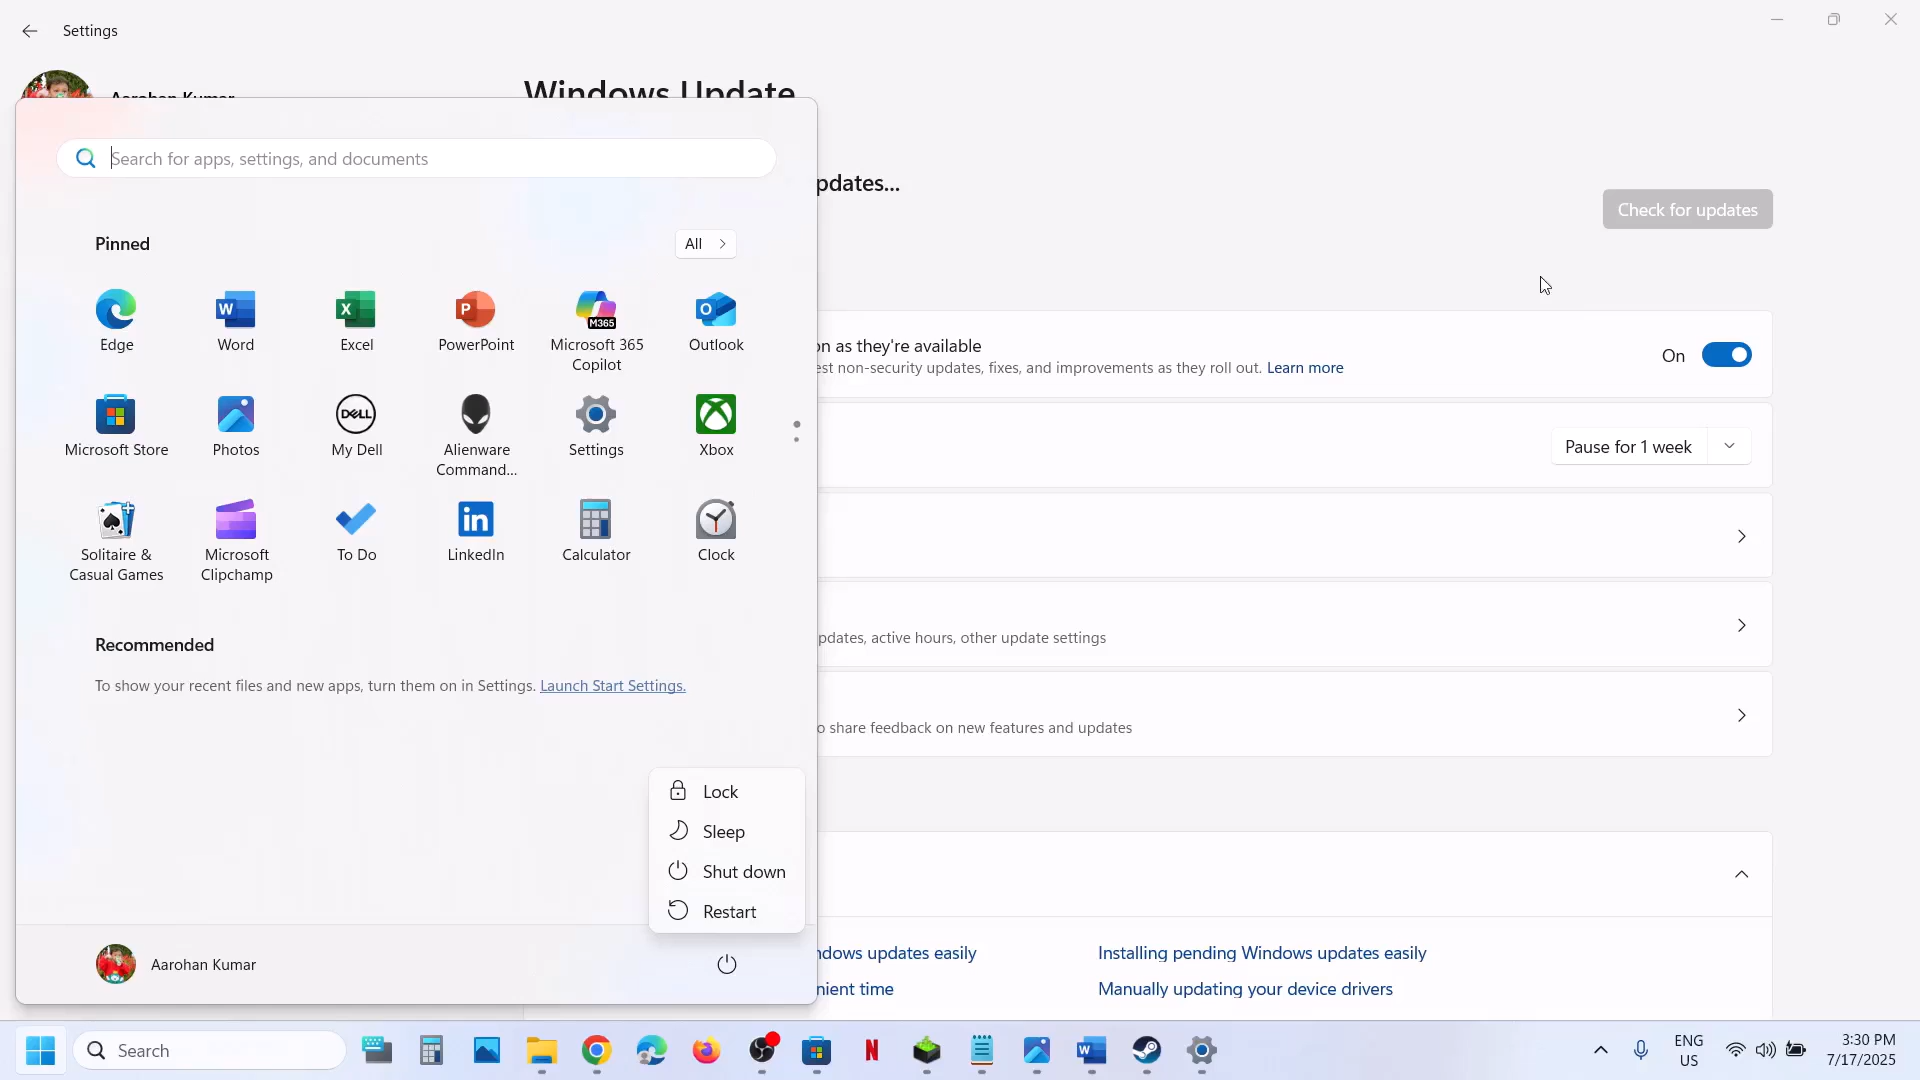 Settings
Aarohan Kumar
Windows Update
Search for apps, settings, and documents
pdates...
Check for updates
Pinned
All
Edge
Word
Excel
PowerPoint
Microsoft 365
Copilot
M365
Outlook
on as they're available
est non-security updates, fixes, and improvements as they roll out. Learn more
On
Microsoft Store
Photos
DELL
My Dell
Alienware
Command...
Settings
Xbox
Pause for 1 week
Solitaire &
Casual Games
Microsoft
Clipchamp
To Do
LinkedIn
Calculator
Clock
Recommended
To show your recent files and new apps, turn them on in Settings. Launch Start Settings.
pdates, active hours, other update settings
o share feedback on new features and updates
Lock
Sleep
Shut down
Restart
Aarohan Kumar
ndows updates easily
Installing pending Windows updates easily
nient time
Manually updating your device drivers
Search
ENG
US
3:30 PM
7/17/2025